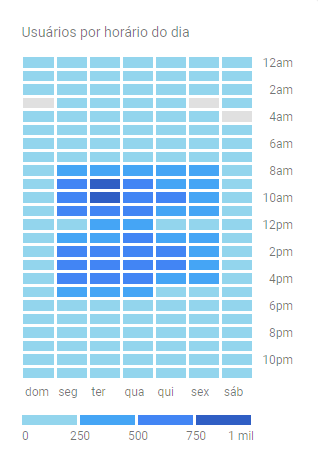 Usuários por horário do dia
12am
2am
4am
6am
8am
10am
12pm
2pm
4pm
6pm
8pm
10pm
dom seg ter qua qui sex sáb
0 250 500 750 1 mil